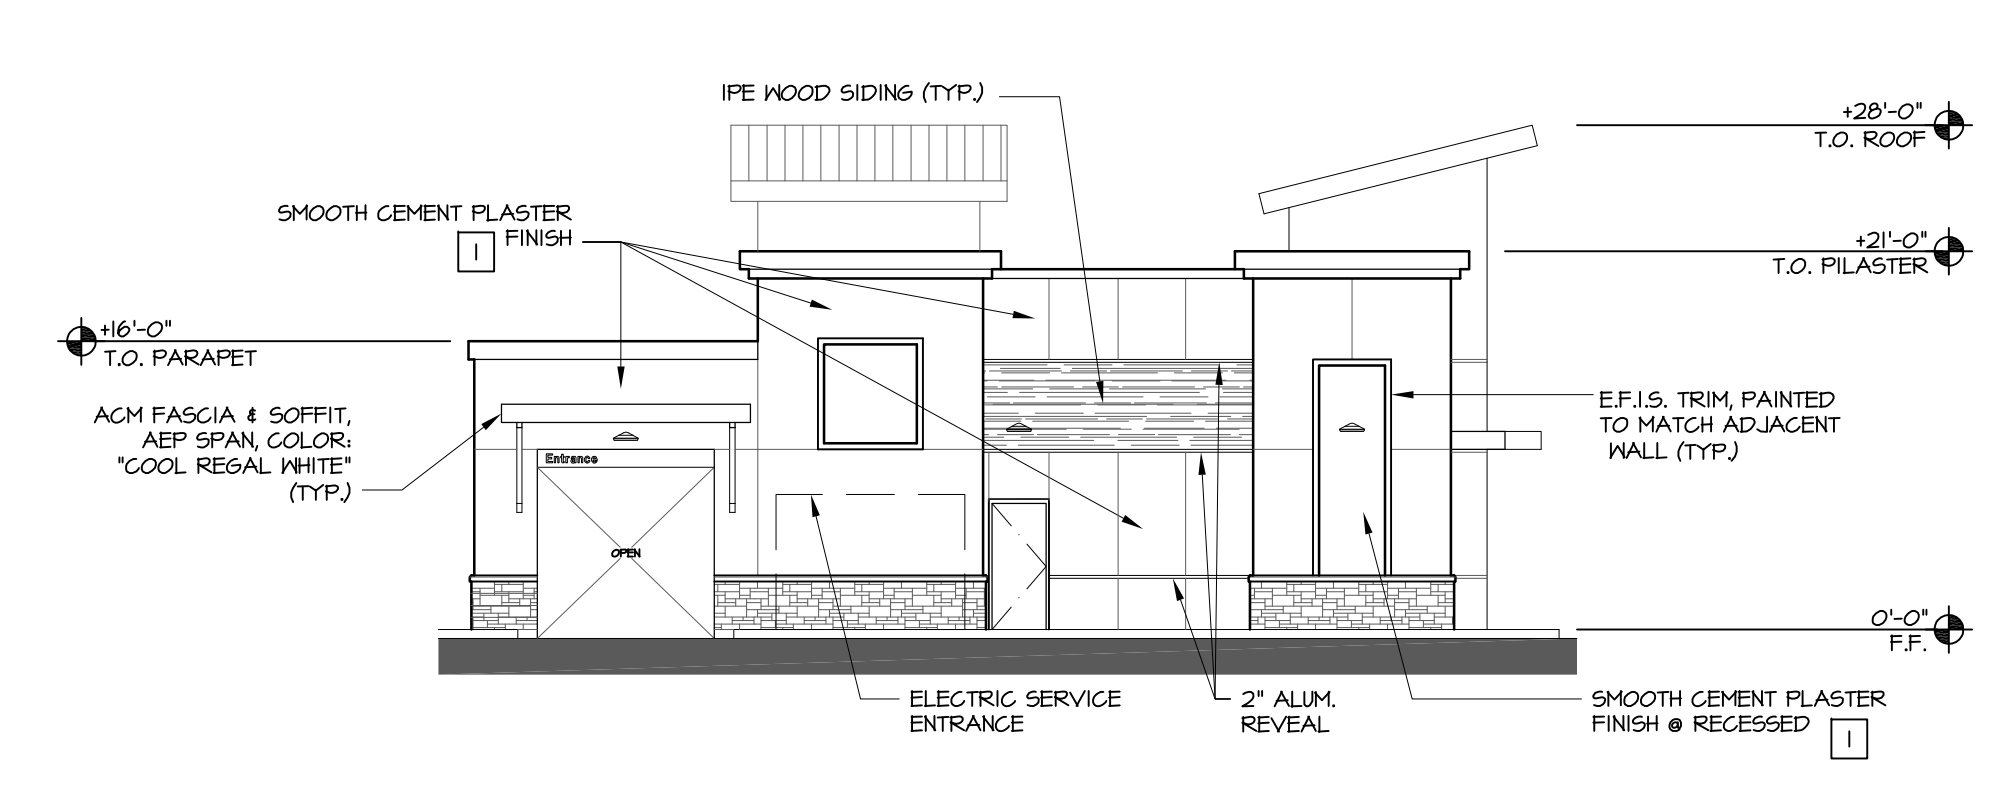 IPE WOOD SIDING (TYP.)
+28'-0"
T.O. ROOF
SMOOTH CEMENT PLASTER
FINISH
1
+21'-0"
T.O. PILASTER
+16'-0"
T.O. PARAPET
ACM FASCIA & SOFFIT,
AEP SPAN, COLOR:
"COOL REGAL WHITE"
(TYP.)
E.F.I.S. TRIM, PAINTED
TO MATCH ADJACENT
WALL (TYP.)
Entrance
OPEN
0'-0"
F.F.
ELECTRIC SERVICE
ENTRANCE
2" ALUM.
REVEAL
SMOOTH CEMENT PLASTER
FINISH @ RECESSED
1